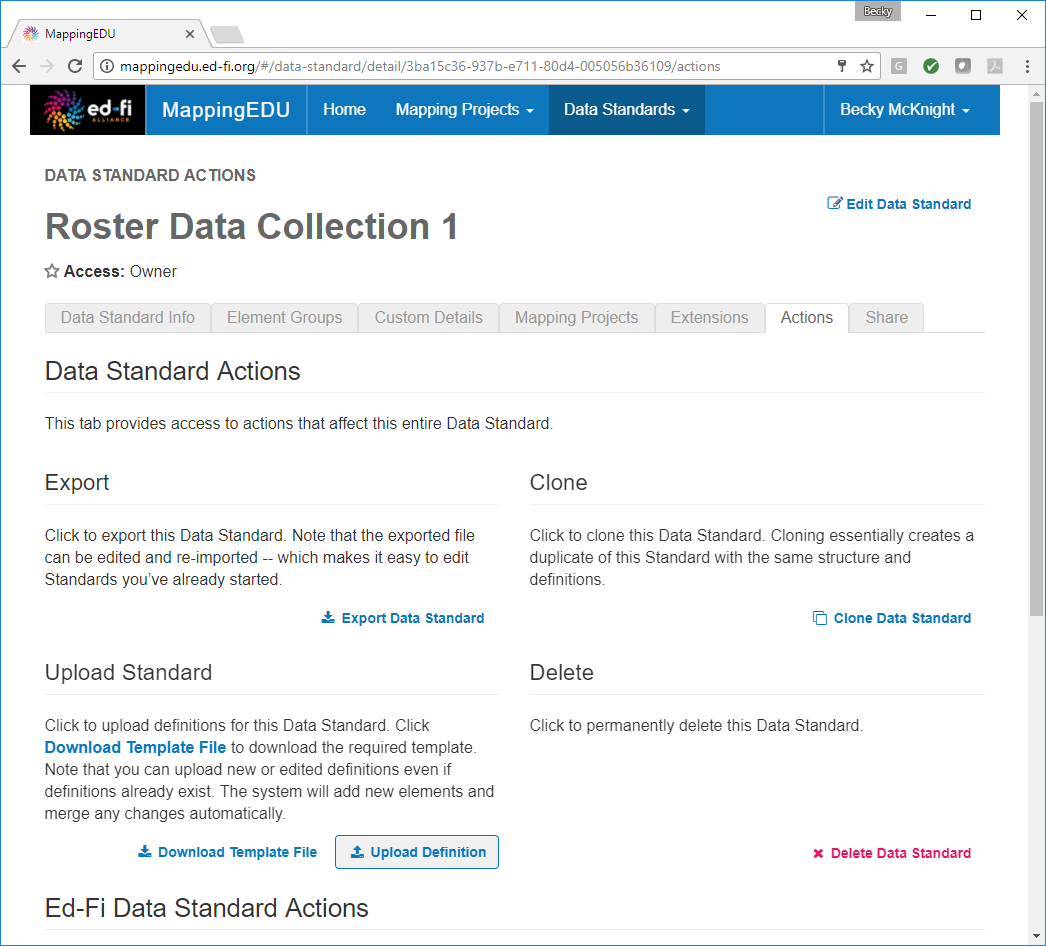 Becky
MappingEDU
mappingedu.ed-fi.org/#/data-standard/detail/3ba15c36-937b-e711-80d4-005056b36109/actions
G
ed-fi
ALLIANCE
MappingEDU Home Mapping Projects Data Standards Becky McKnight
DATA STANDARD ACTIONS
Edit Data Standard
Roster Data Collection 1
Access: Owner
Data Standard Info Element Groups Custom Details Mapping Projects Extensions Actions Share
Data Standard Actions
This tab provides access to actions that affect this entire Data Standard.
Export
Click to export this Data Standard. Note that the exported file
can be edited and re-imported -- which makes it easy to edit
Standards you've already started.
Export Data Standard
Clone
Click to clone this Data Standard. Cloning essentially creates a
duplicate of this Standard with the same structure and
definitions.
Clone Data Standard
Upload Standard
Click to upload definitions for this Data Standard. Click
Download Template File to download the required template.
Note that you can upload new or edited definitions even if
definitions already exist. The system will add new elements and
merge any changes automatically.
Download Template File Upload Definition
Delete
Click to permanently delete this Data Standard.
Delete Data Standard
Ed-Fi Data Standard Actions